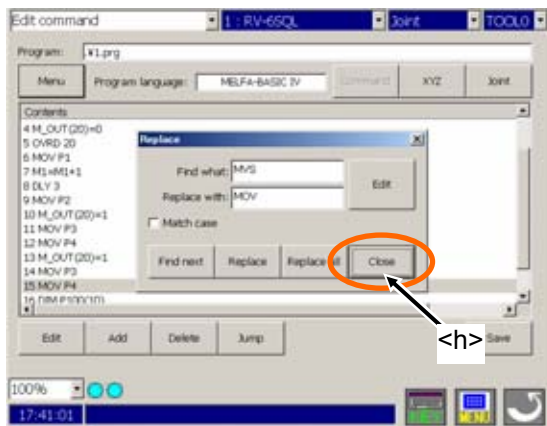 Edit command 1 : RV-6SQL Joint TOOL0
Program: .¥1.prg
Menu Program language: MELFA-BASIC IV Command XYZ Joint
Contents
4 M_OUT(20)=0
5 OVRD 20
6 MOV P1
7 M1=M1+1
8 DLY 3
9 MOV P2
10 M_OUT(20)=1
11 MOV P3
12 MOV P4
13 M_OUT(20)=1
14 MOV P3
15 MOV P4
16 DIM P100(10)
Replace
Find what: MVS
Edit
Replace with: MOV
Match case
Find next Replace Replace all Close
<h>
Edit Add Delete Jump Save
100%
17:41:01